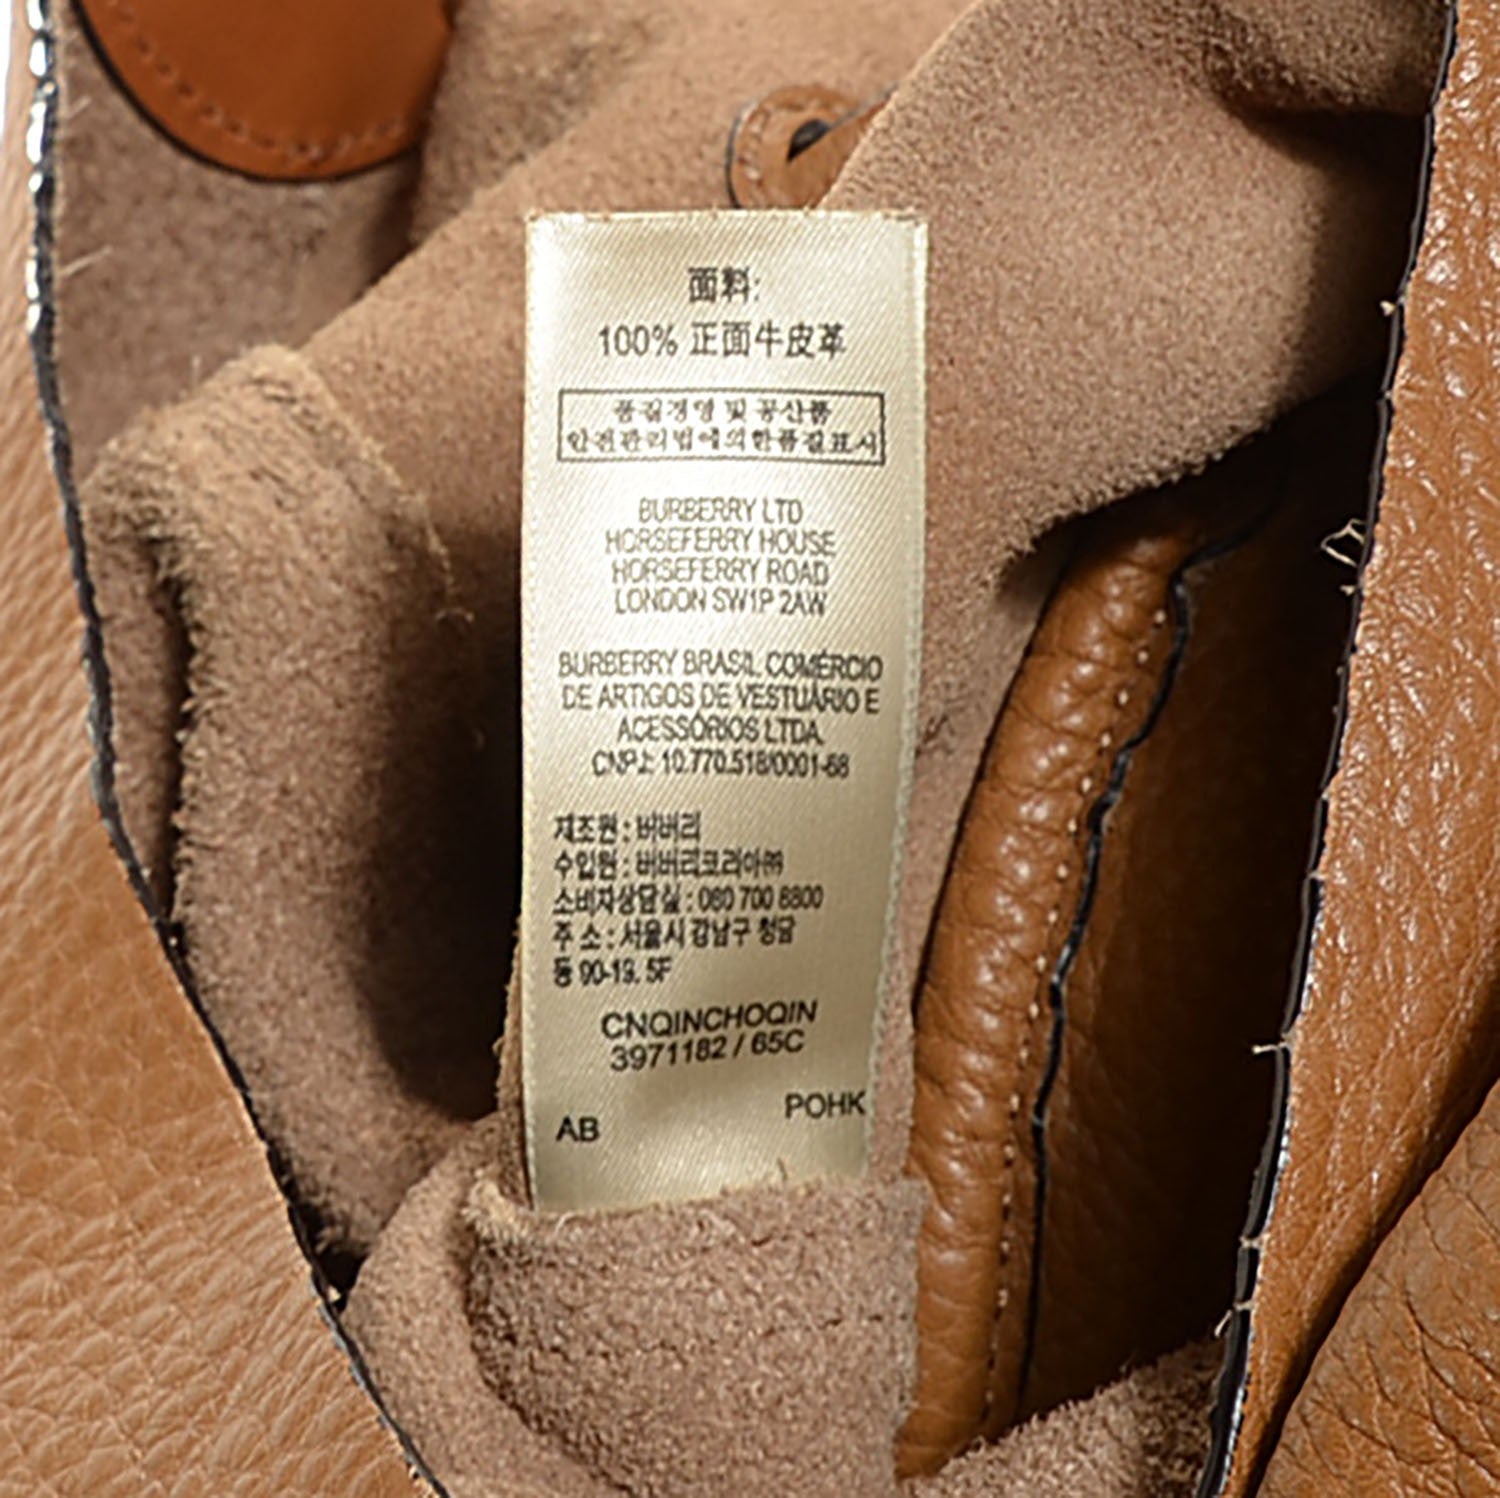 面料:
100% 正面牛皮革
품질경영 및 공산품
안전관리법에의한품질표시
BURBERRY LTD
HORSEFERRY HOUSE
HORSEFERRY ROAD
LONDON SW1P 2AW
BURBERRY BRASIL COMÉRCIO
DE ARTIGOS DE VESTUÁRIO E
ACESSÓRIOS LTDA.
CNPJ: 10.770.518/0001-68
제조원 : 버버리
수입원 : 버버리코리아㈜
소비자상담실 : 080 700 8800
주 소 : 서울시 강남구 청담
동 90-19. 5F
CNQINCHOQIN
3971182 / 65C
POHK
AB